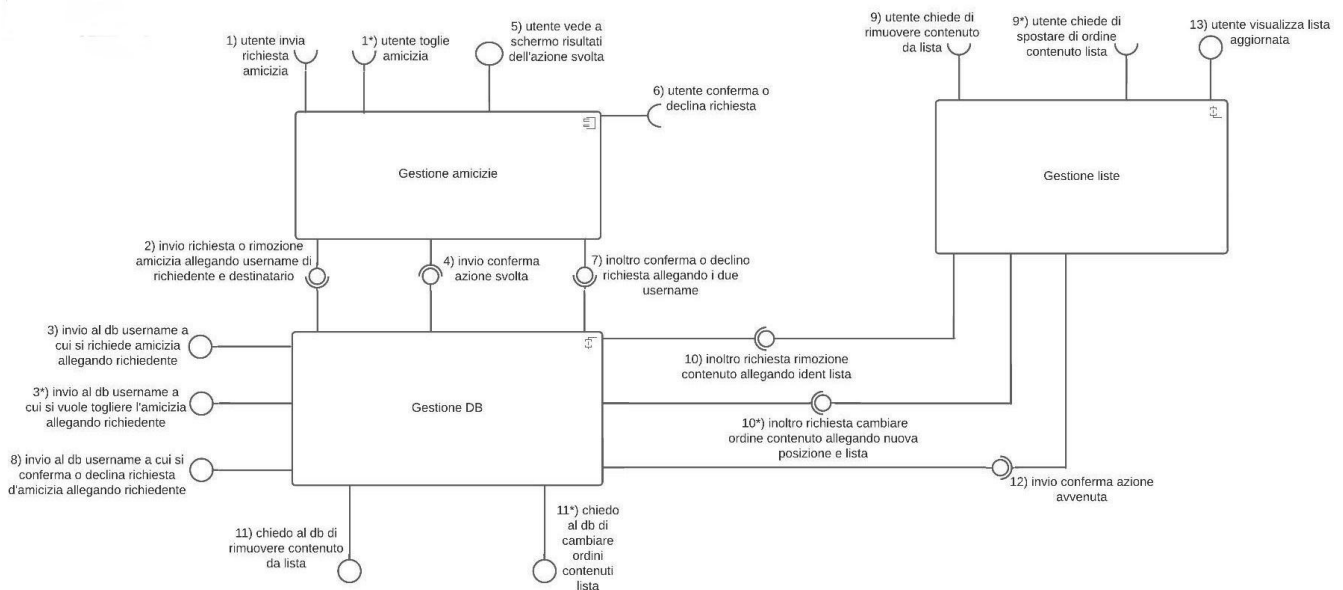 1) utente invia
richiesta
amicizia
1*) utente toglie
amicizia
5) utente vede a
schermo risultati
dell'azione svolta
6) utente conferma o
declina richiesta
Gestione amicizie
9) utente chiede di
rimuovere contenuto
da lista
9*) utente chiede di
spostare di ordine
contenuto lista
13) utente visualizza lista
aggiornata
Gestione liste
2) invio richiesta o rimozione
amicizia allegando username di
richiedente e destinatario
4) invio conferma
azione svolta
7) inoltro conferma o declino
richiesta allegando i due
username
3) invio al db username a
cui si richiede amicizia
allegando richiedente
3*) invio al db username a
cui si vuole togliere l'amicizia
allegando richiedente
8) invio al db username a cui si
conferma o declina richiesta
d'amicizia allegando richiedente
Gestione DB
10) inoltro richiesta rimozione
contenuto allegando ident lista
10*) inoltro richiesta cambiare
ordine contenuto allegando nuova
posizione e lista
12) invio conferma azione
avvenuta
11) chiedo al db di
rimuovere contenuto
da lista
11*) chiedo
al db di
cambiare
ordini
contenuti
lista